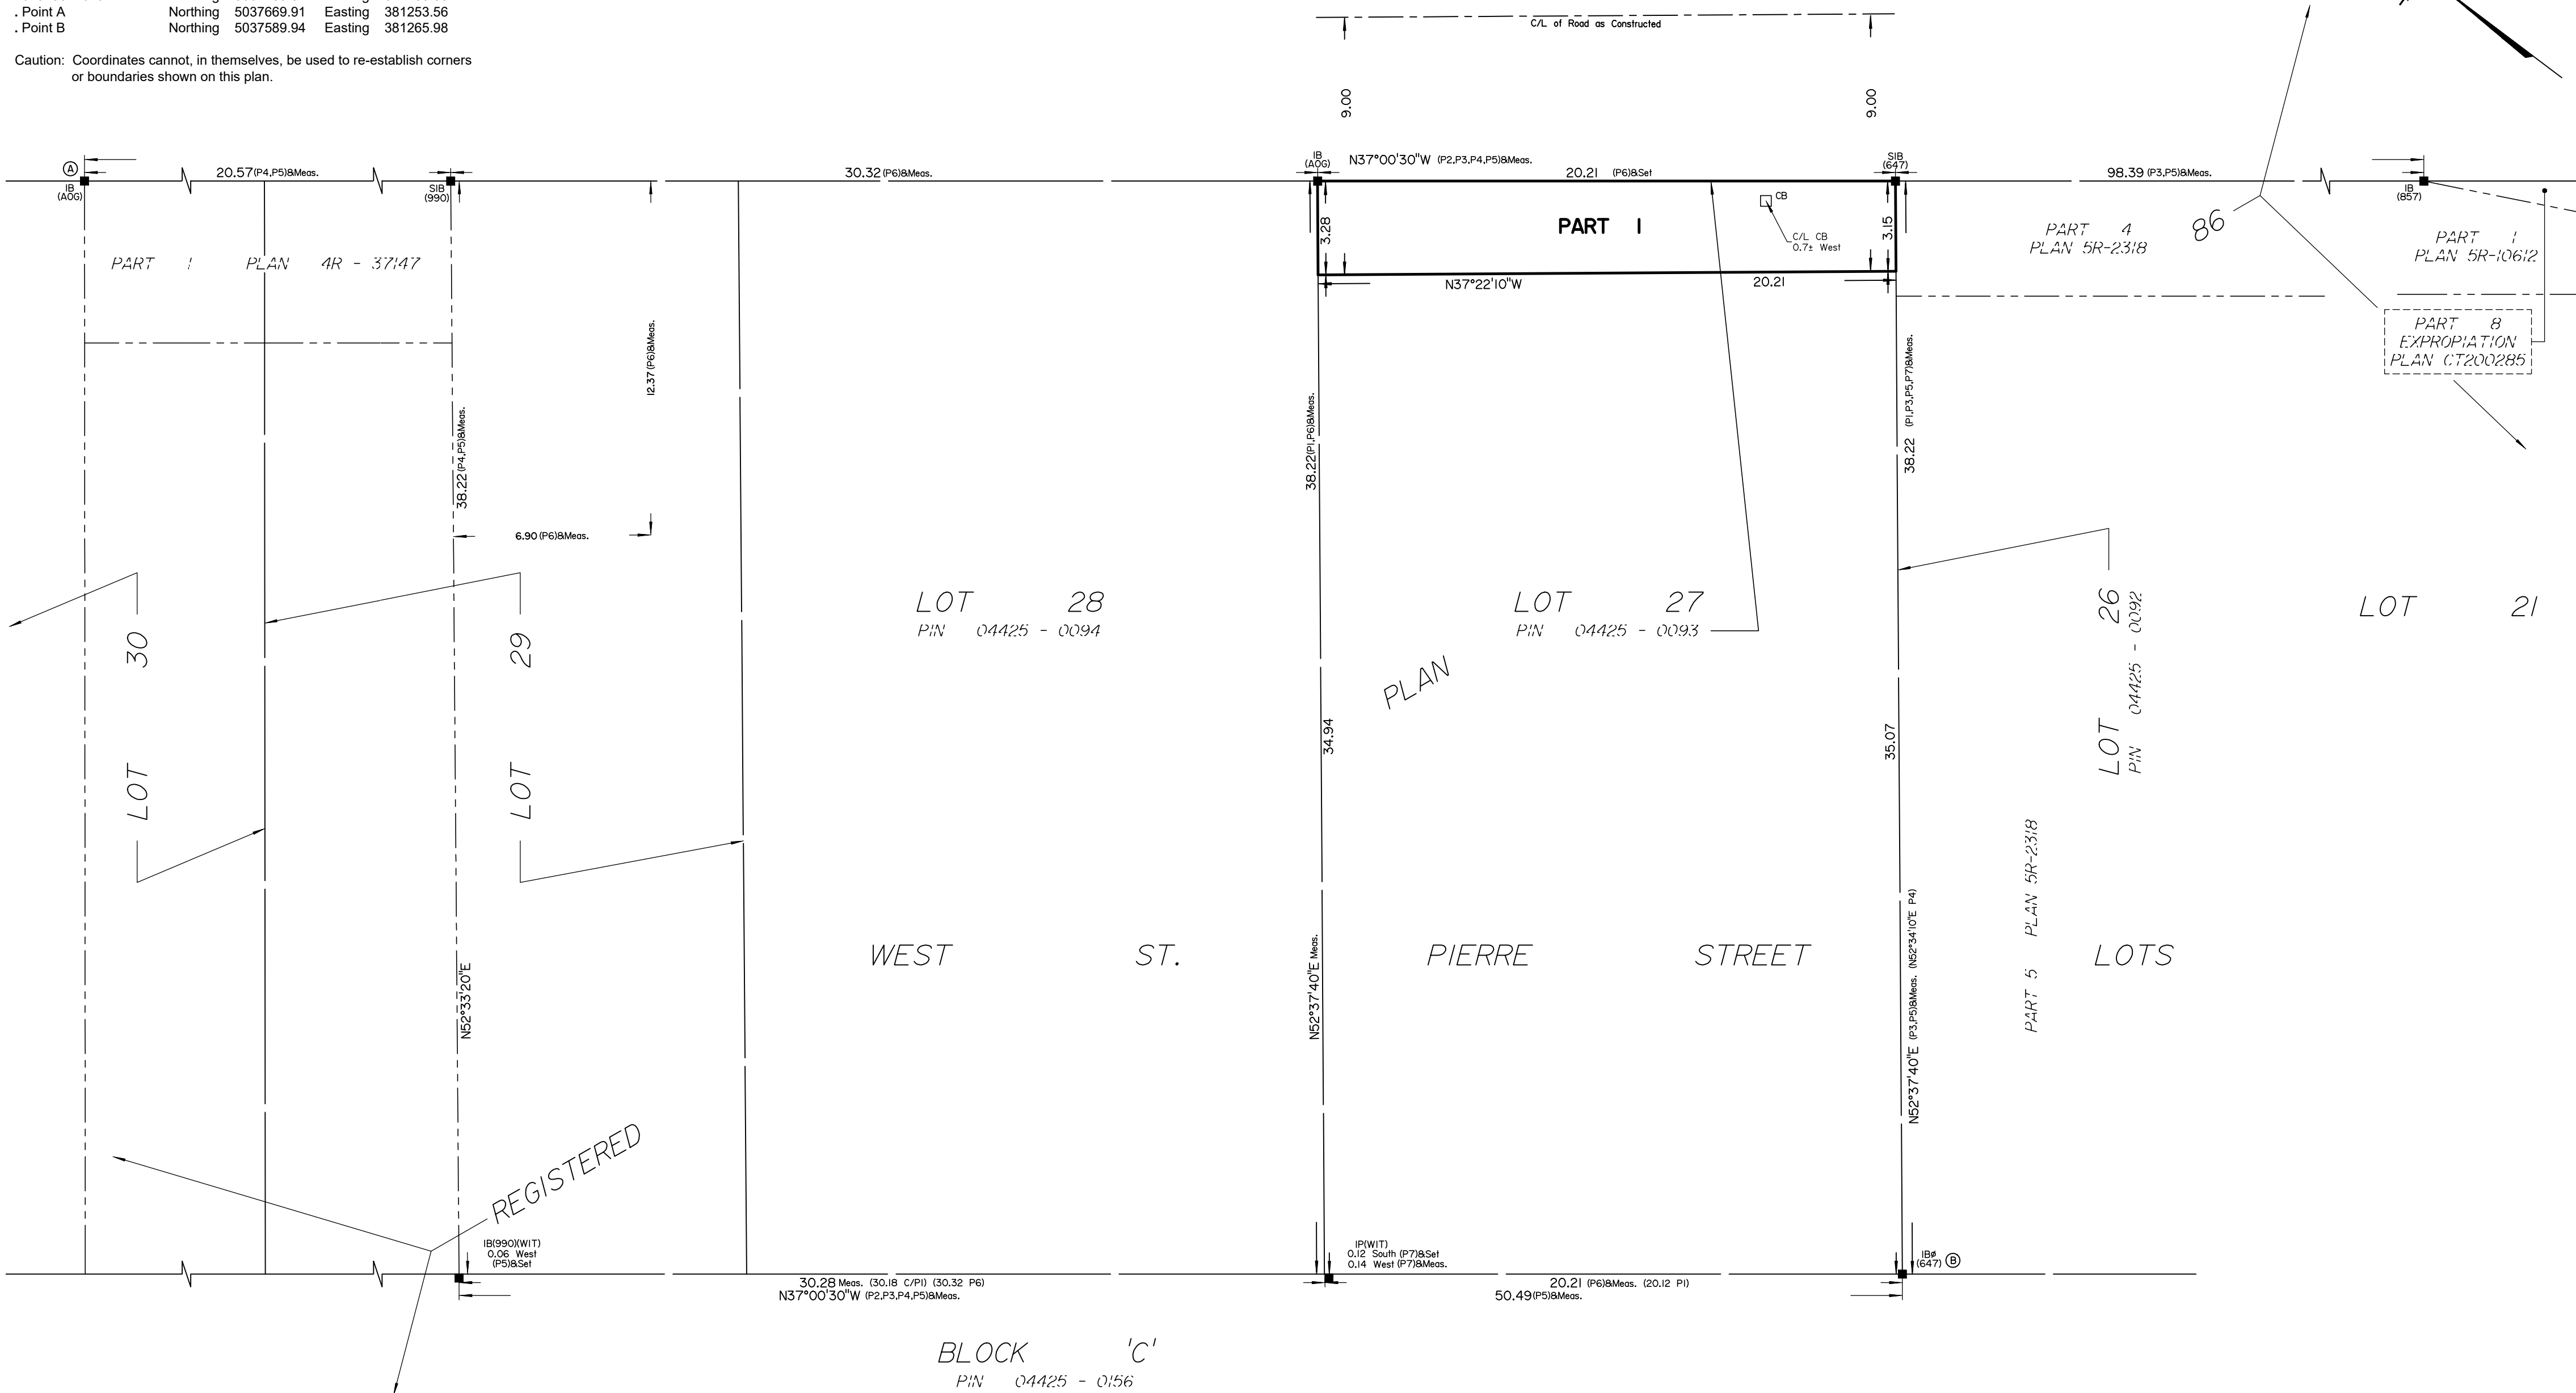 . Point A Northing 5037669.91 Easting 381253.56
. Point B Northing 5037589.94 Easting 381265.98
Caution: Coordinates cannot, in themselves, be used to re-establish corners
or boundaries shown on this plan.
C/L of Road as Constructed
9.00
9.00
A
IB
(AOG)
20.57(P4,P5)&Meas.
SIB
(990)
30.32(P6)&Meas.
IB
(AOG)
N37°00'30"W (P2,P3,P4,P5)&Meas.
20.21 (P6)&Set
SIB
(647)
98.39 (P3,P5)&Meas.
IB
(857)
3.28
PART 1
CB
C/L CB
0.7± West
3.15
N37°22'10"W 20.21
PART 1 PLAN 4R - 37147
PART 4
PLAN 5R-2318
86
PART 1
PLAN 5R-10612
PART 8
EXPROPIATION
PLAN CT200285
12.37(P6)&Meas.
38.22(P4,P5)&Meas.
6.90(P6)&Meas.
38.22(P1,P6)&Meas.
38.22 (P1,P3,P5,P7)&Meas.
LOT 30
LOT 29
LOT 28
PIN 04425 - 0094
LOT 27
PIN 04425 - 0093
LOT 26
PIN 04425 - 0092
LOT 21
PLAN
34.94
35.07
PART 5 PLAN 5R-2318
WEST ST. PIERRE STREET LOTS
N52°33'20"E
N52°37'40"E Meas.
N52°37'40"E (P3,P5)&Meas. (N52°34'10"E P4)
REGISTERED
IB(990)(WIT)
0.06 West
(P5)&Set
IP(WIT)
0.12 South (P7)&Set
0.14 West (P7)&Meas.
IBø
(647)
B
30.28 Meas. (30.18 C/P1) (30.32 P6)
N37°00'30"W (P2,P3,P4,P5)&Meas.
20.21 (P6)&Meas. (20.12 P1)
50.49(P5)&Meas.
BLOCK 'C'
PIN 04425 - 0156